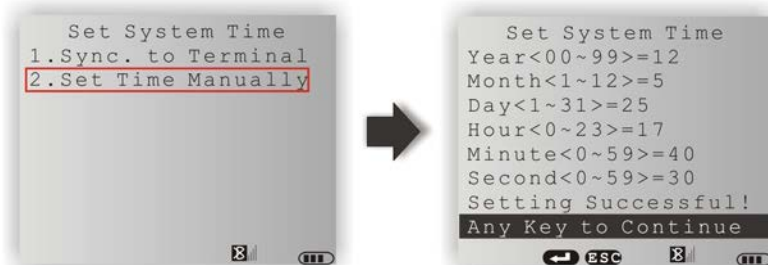 Set System Time
1.Sync. to Terminal
2.Set Time Manually
Set System Time
Year<00~99>=12
Month<1~12>=5
Day<1~31>=25
Hour<0~23>=17
Minute<0~59>=40
Second<0~59>=30
Setting Successful!
Any Key to Continue
ESC